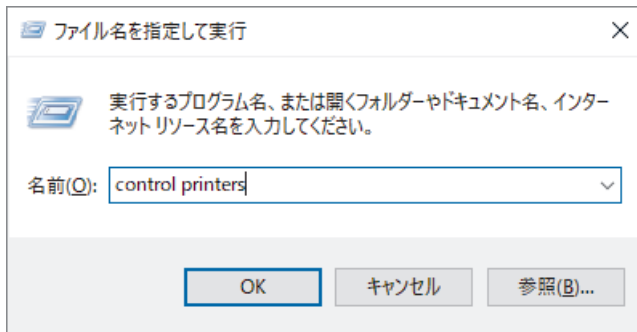 ファイル名を指定して実行
実行するプログラム名、または開くフォルダーやドキュメント名、インター
ネット リソース名を入力してください。
名前(O): control printers
OK キャンセル 参照(B)...